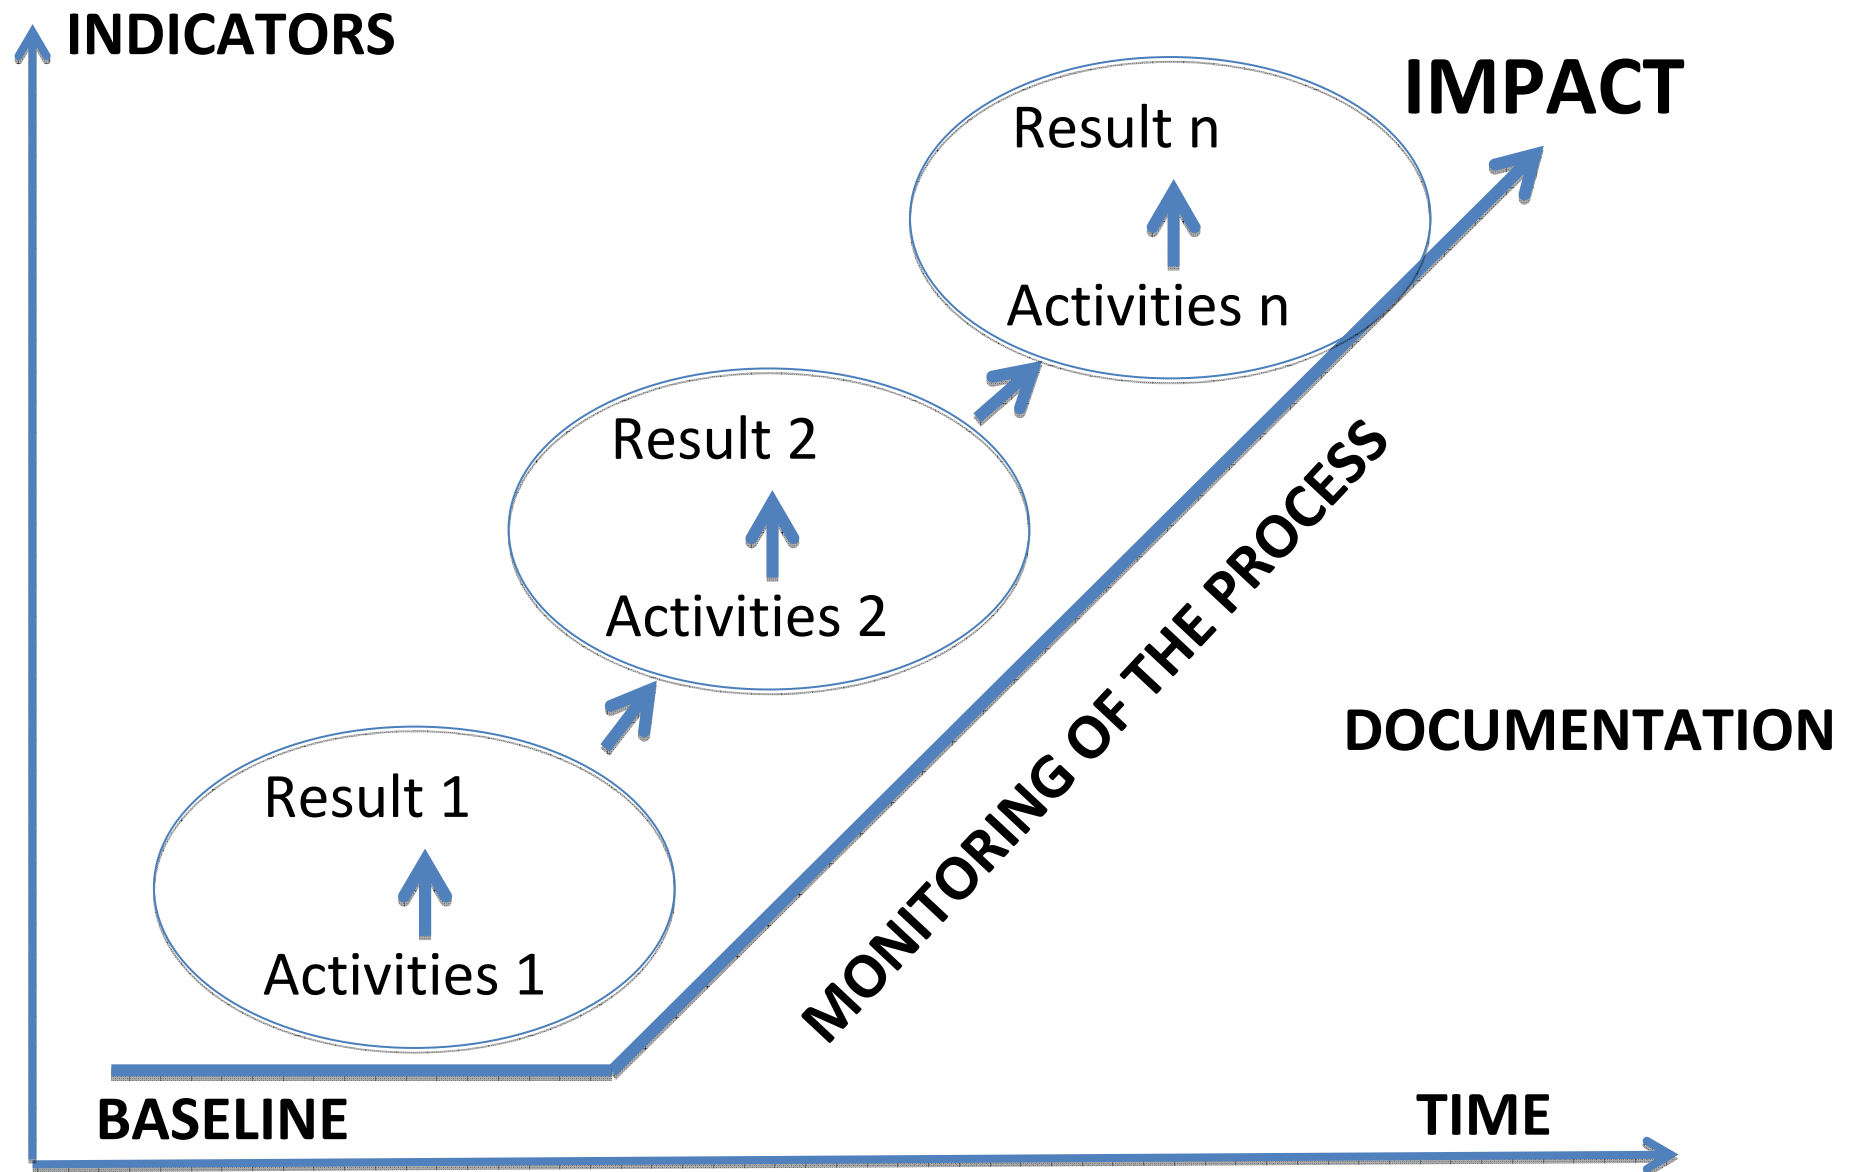 INDICATORS
IMPACT
Result n
Activities n
Result 2
Activities 2
MONITORING OF THE PROCESS
DOCUMENTATION
Result 1
Activities 1
BASELINE
TIME